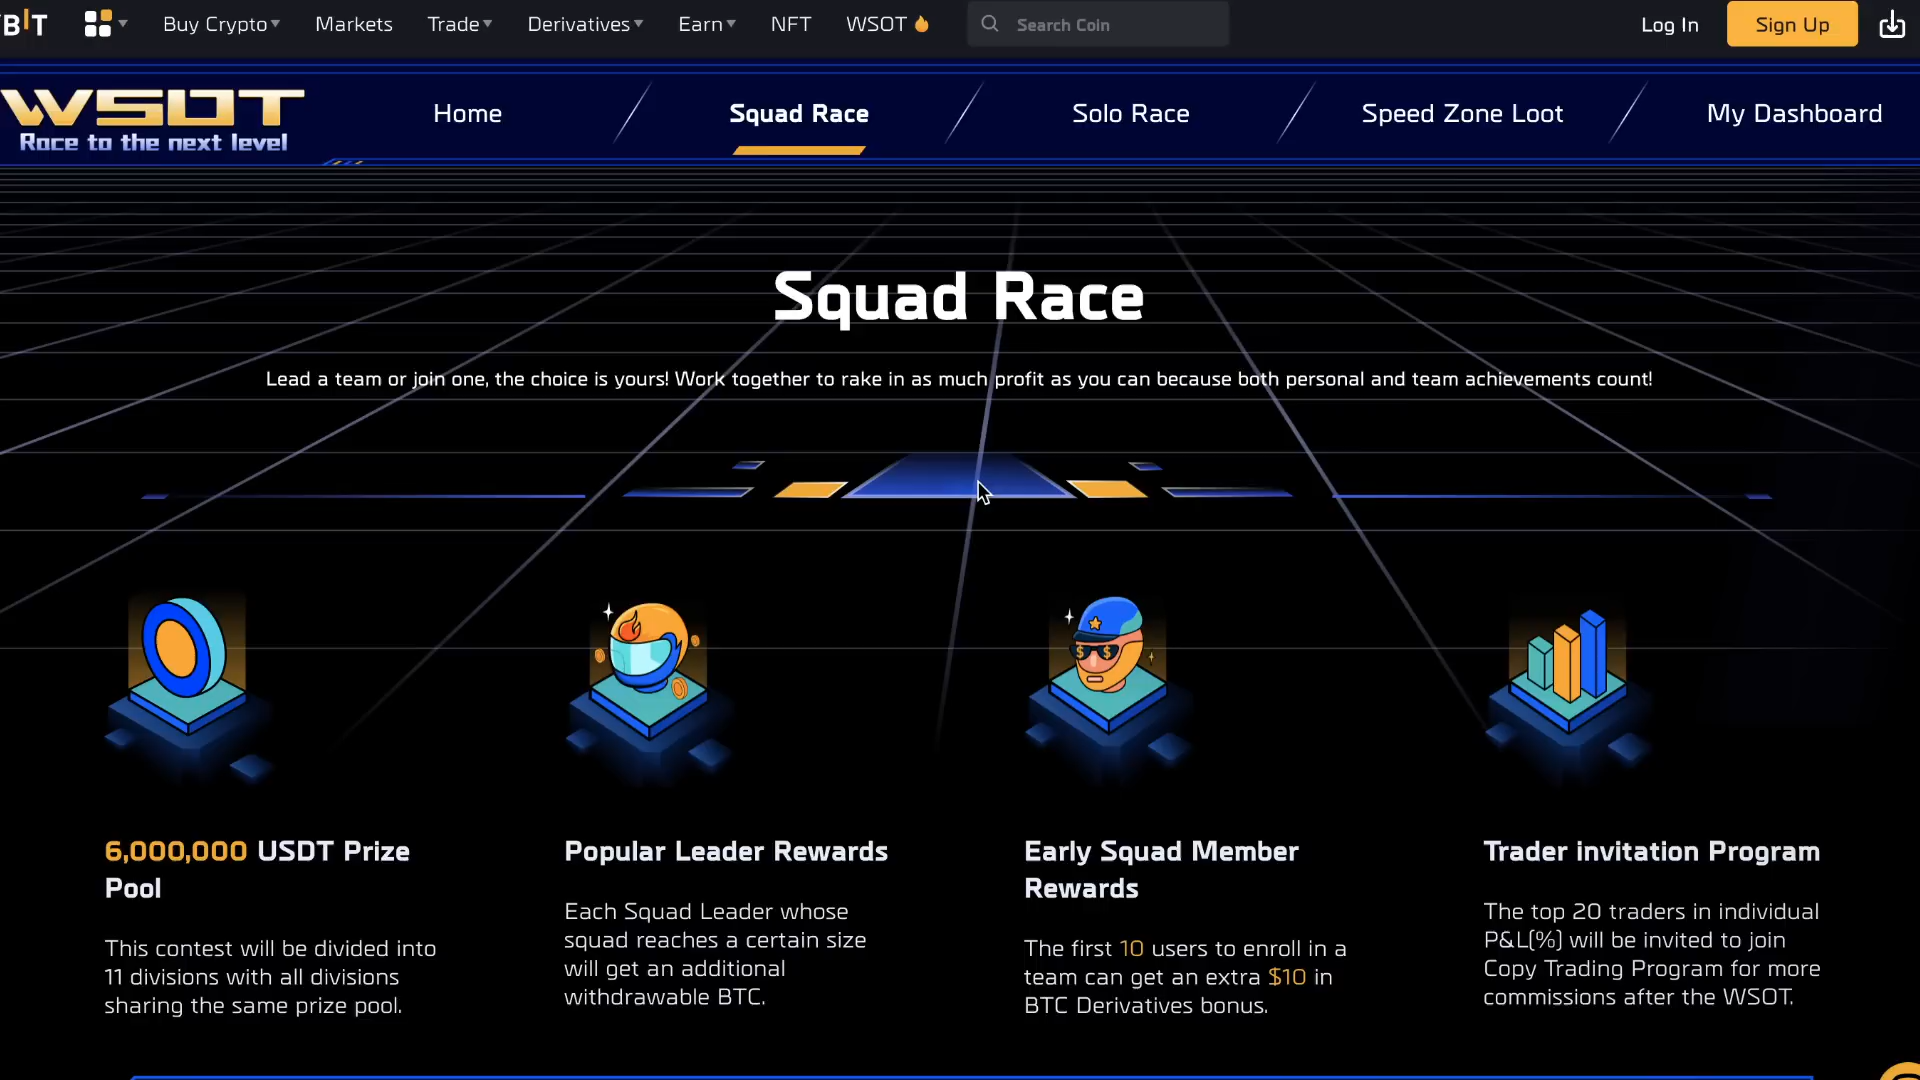 BIT
Buy Crypto
Markets
Trade
Derivatives
Earn
NFT
WSOT
Search Coin
Log In
Sign Up
WSOT
Race to the next level
Home
Squad Race
Solo Race
Speed Zone Loot
My Dashboard
Squad Race
Lead a team or join one, the choice is yours! Work together to rake in as much profit as you can because both personal and team achievements count!
6,000,000 USDT Prize
Pool
This contest will be divided into
11 divisions with all divisions
sharing the same prize pool.
Popular Leader Rewards
Each Squad Leader whose
squad reaches a certain size
will get an additional
withdrawable BTC.
Early Squad Member
Rewards
The first 10 users to enroll in a
team can get an extra $10 in
BTC Derivatives bonus.
Trader invitation Program
The top 20 traders in individual
P&L(%) will be invited to join
Copy Trading Program for more
commissions after the WSOT.